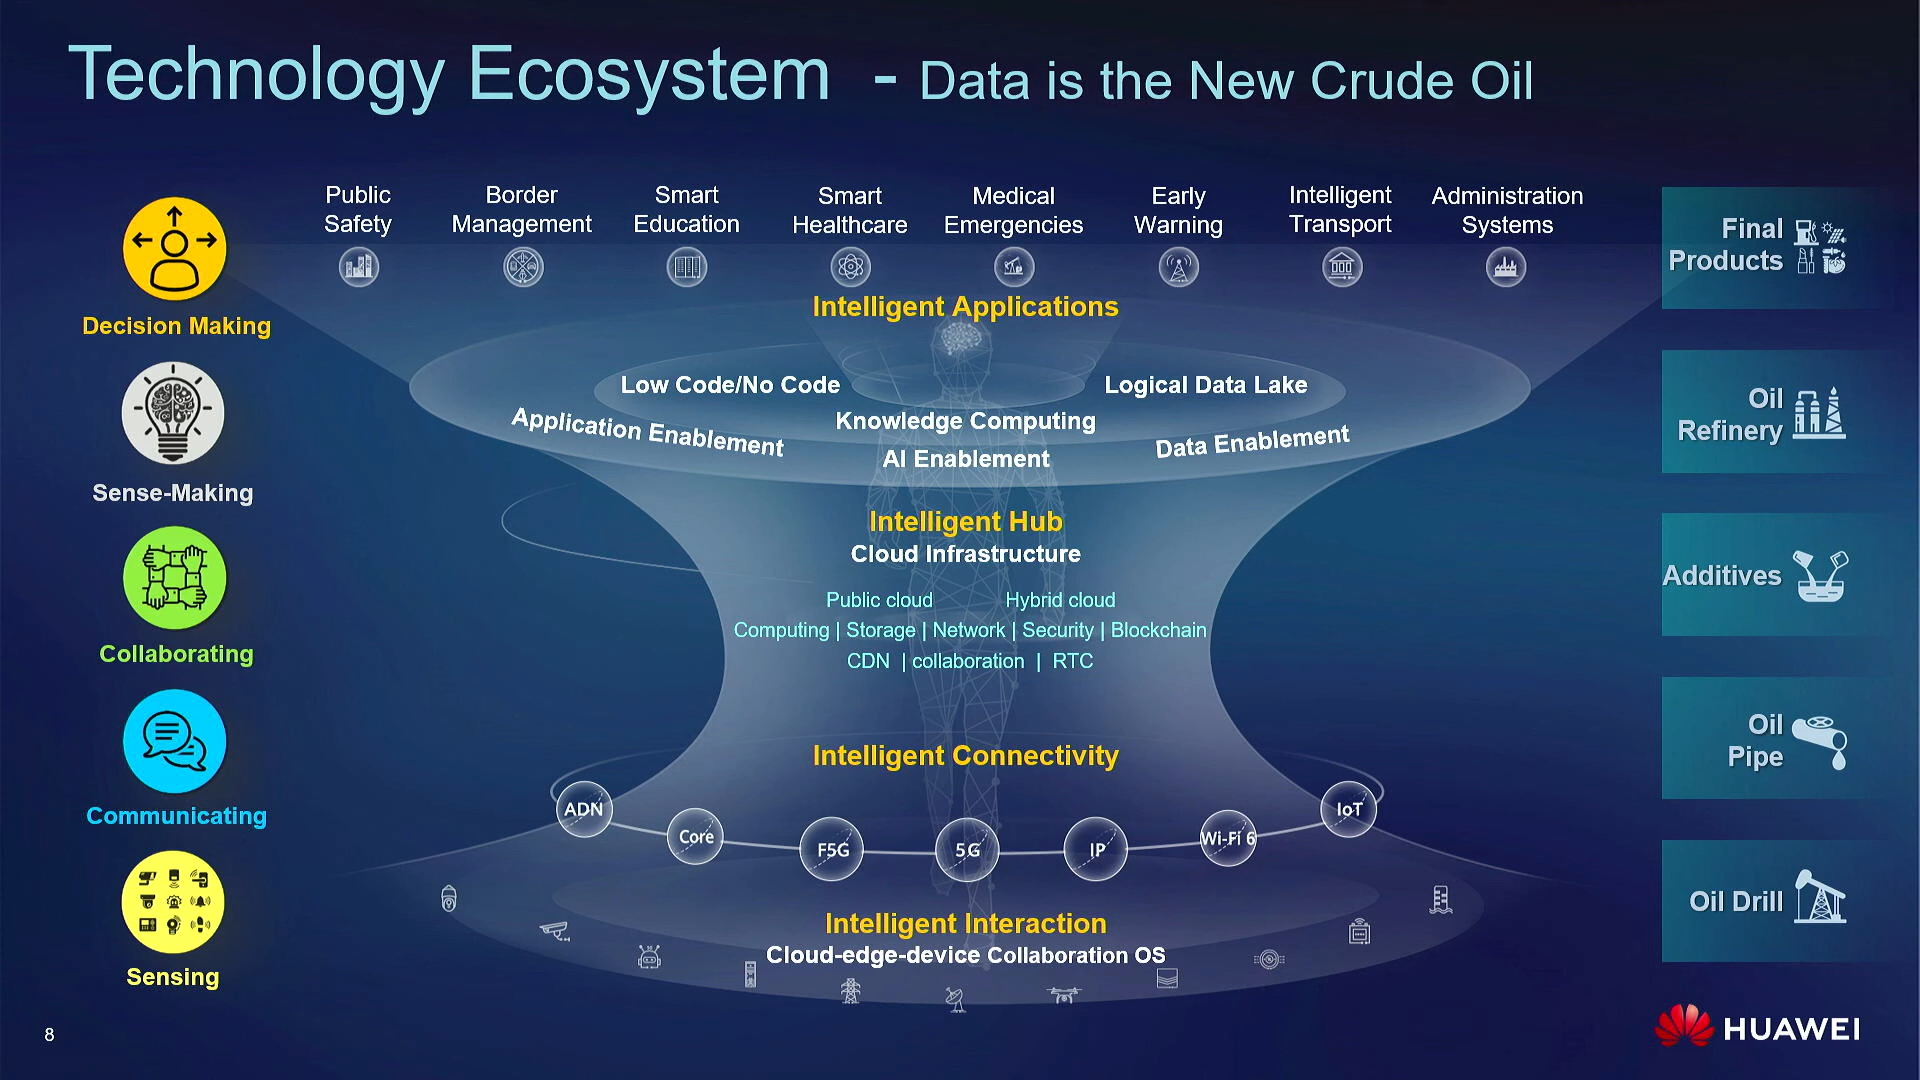 Technology Ecosystem - Data is the New Crude Oil
Public
Safety
Border
Management
Smart
Education
Smart
Healthcare
Medical
Emergencies
Early
Warning
Intelligent
Transport
Administration
Systems
Intelligent Applications
Decision Making
Sense-Making
Collaborating
Communicating
Sensing
Low Code/No Code
Logical Data Lake
Application Enablement
Knowledge Computing
Data Enablement
AI Enablement
Intelligent Hub
Cloud Infrastructure
Public cloud
Hybrid cloud
Computing | Storage | Network | Security | Blockchain
CDN | collaboration | RTC
Intelligent Connectivity
ADN
Core
F5G
5G
IP
Wi-Fi 6
IoT
Intelligent Interaction
Cloud-edge-device Collaboration OS
Final
Products
Oil
Refinery
Additives
Oil
Pipe
Oil Drill
8
HUAWEI